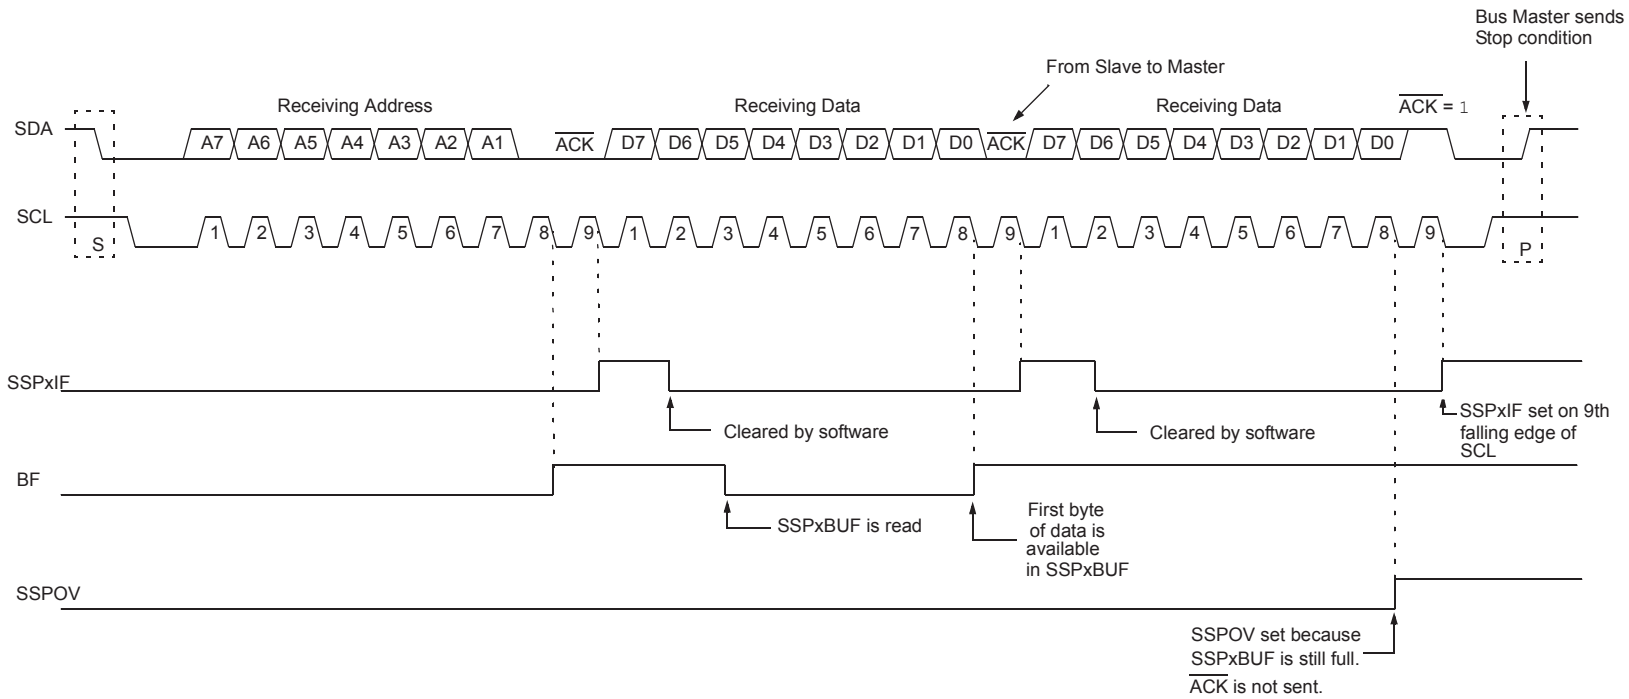 Bus Master sends
Stop condition
From Slave to Master
Receiving Address
Receiving Data
Receiving Data
ACK = 1
SDA
A7 A6 A5 A4 A3 A2 A1 ACK D7 D6 D5 D4 D3 D2 D1 D0 ACK D7 D6 D5 D4 D3 D2 D1 D0
SCL
S
1 2 3 4 5 6 7 8 9 1 2 3 4 5 6 7 8 9 1 2 3 4 5 6 7 8 9
P
SSPxIF
Cleared by software
Cleared by software
SSPxIF set on 9th
falling edge of
SCL
BF
SSPxBUF is read
First byte
of data is
available
in SSPxBUF
SSPOV
SSPOV set because
SSPxBUF is still full.
ACK is not sent.